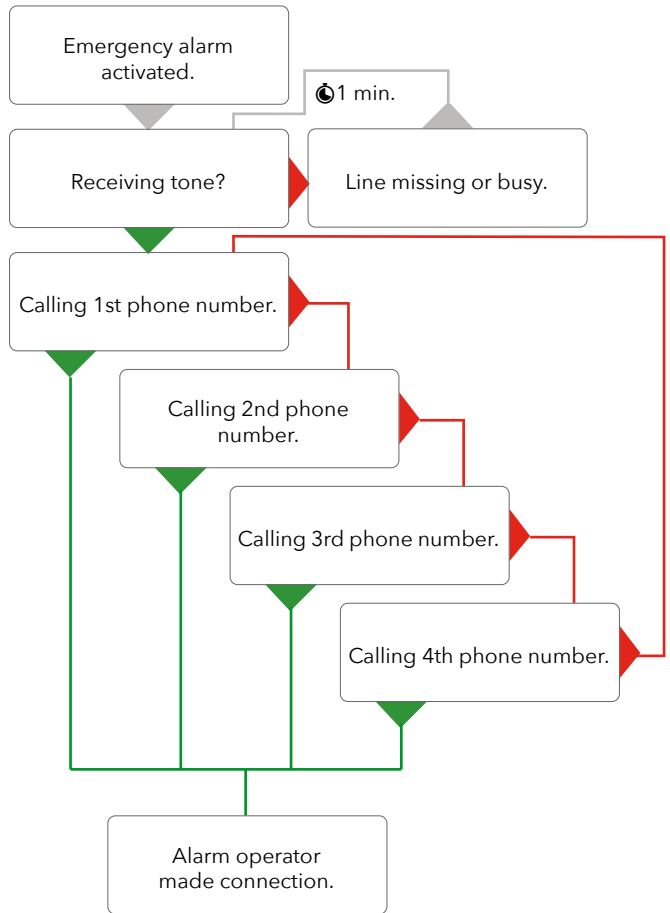 Emergency alarm
activated.
1 min.
Receiving tone?
Line missing or busy.
Calling 1st phone number.
Calling 2nd phone
number.
Calling 3rd phone number.
Calling 4th phone number.
Alarm operator
made connection.